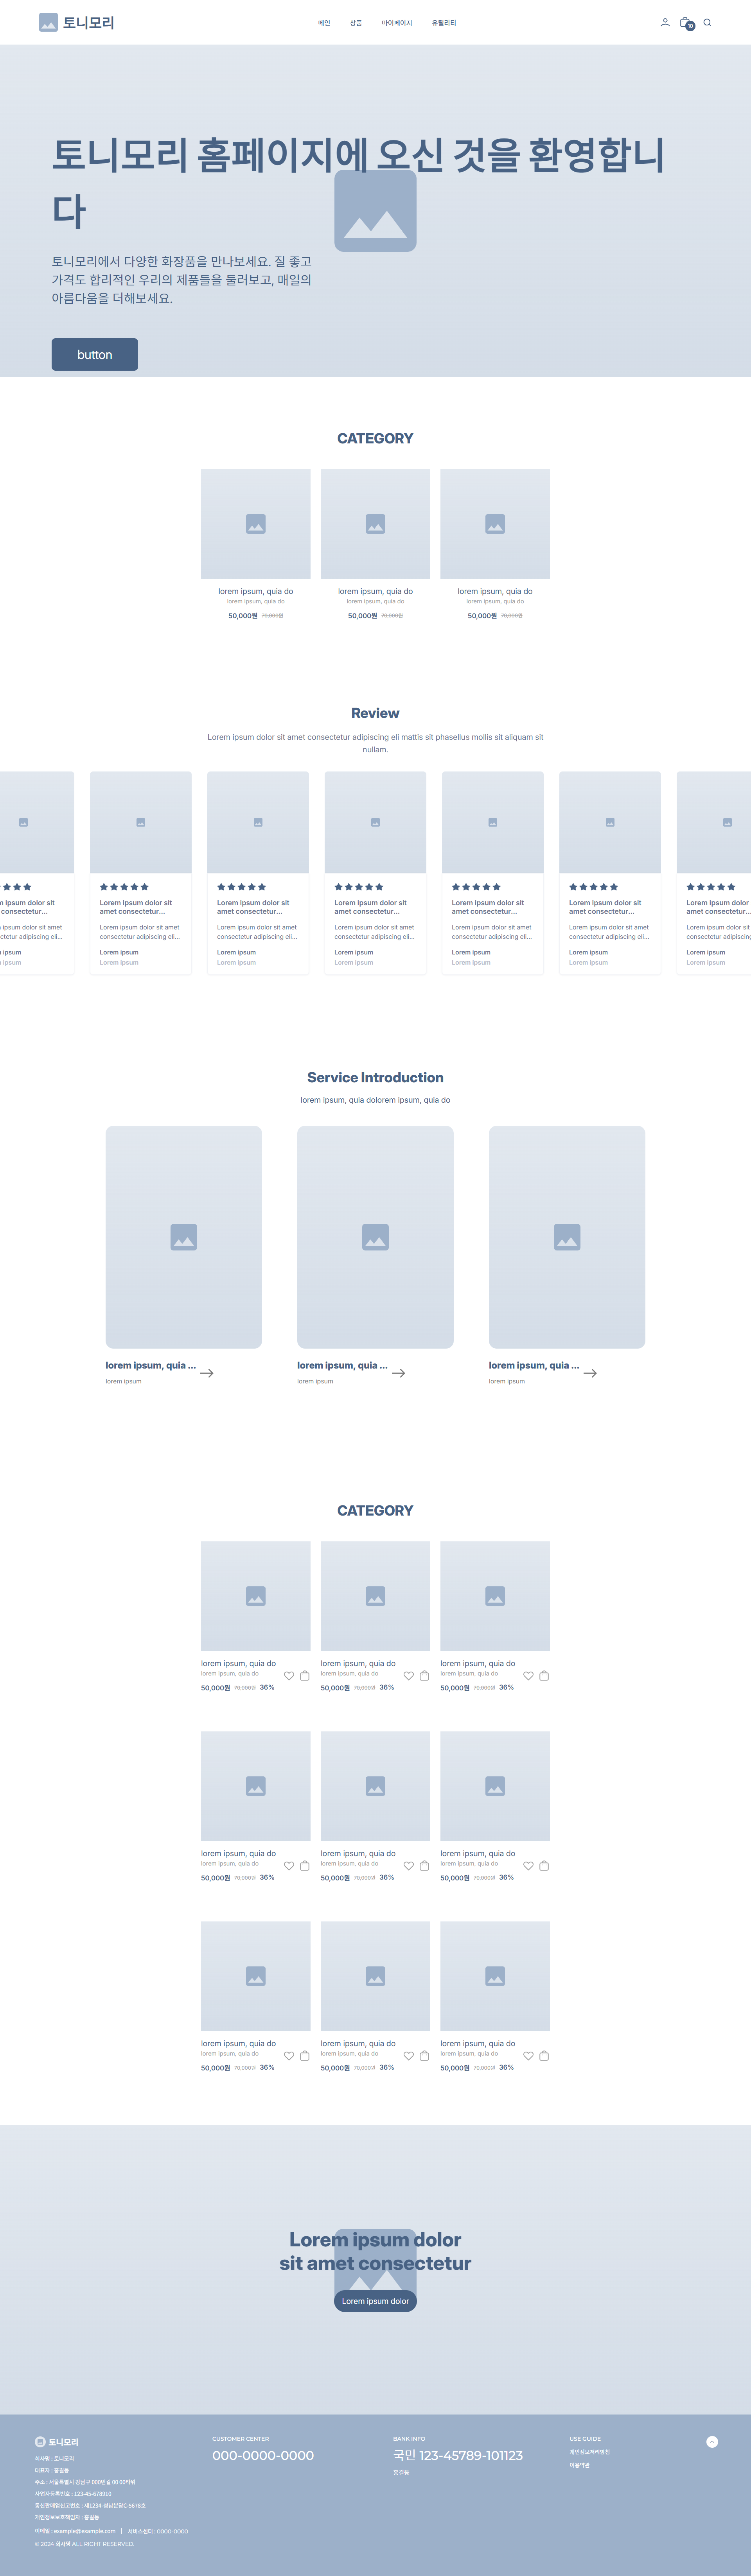 토니모리
메인 상품 마이페이지 유틸리티
10
토니모리 홈페이지에 오신 것을 환영합니
다
토니모리에서 다양한 화장품을 만나보세요. 질 좋고
가격도 합리적인 우리의 제품들을 둘러보고, 매일의
아름다움을 더해보세요.
button
CATEGORY
lorem ipsum, quia do lorem ipsum, quia do lorem ipsum, quia do
lorem ipsum, quia do lorem ipsum, quia do lorem ipsum, quia do
50,000원 70,000원 50,000원 70,000원 50,000원 70,000원
Review
Lorem ipsum dolor sit amet consectetur adipiscing eli mattis sit phasellus mollis sit aliquam sit
nullam.
n ipsum dolor sit Lorem ipsum dolor sit Lorem ipsum dolor sit Lorem ipsum dolor sit Lorem ipsum dolor sit Lorem ipsum dolor sit Lorem ipsum dolor
consectetur... amet consectetur... amet consectetur... amet consectetur... amet consectetur... amet consectetur... amet consectetur...
ipsum dolor sit amet Lorem ipsum dolor sit amet Lorem ipsum dolor sit amet Lorem ipsum dolor sit amet Lorem ipsum dolor sit amet Lorem ipsum dolor sit amet Lorem ipsum dolor sit
ctetur adipiscing eli... consectetur adipiscing eli... consectetur adipiscing eli... consectetur adipiscing eli... consectetur adipiscing eli... consectetur adipiscing eli... consectetur adipiscing
ipsum Lorem ipsum Lorem ipsum Lorem ipsum Lorem ipsum Lorem ipsum Lorem ipsum
ipsum Lorem ipsum Lorem ipsum Lorem ipsum Lorem ipsum Lorem ipsum Lorem ipsum
Service Introduction
lorem ipsum, quia dolorem ipsum, quia do
lorem ipsum, quia ... lorem ipsum, quia ... lorem ipsum, quia ...
lorem ipsum lorem ipsum lorem ipsum
CATEGORY
lorem ipsum, quia do lorem ipsum, quia do lorem ipsum, quia do
lorem ipsum, quia do lorem ipsum, quia do lorem ipsum, quia do
50,000원 70,000원 36% 50,000원 70,000원 36% 50,000원 70,000원 36%
lorem ipsum, quia do lorem ipsum, quia do lorem ipsum, quia do
lorem ipsum, quia do lorem ipsum, quia do lorem ipsum, quia do
50,000원 70,000원 36% 50,000원 70,000원 36% 50,000원 70,000원 36%
lorem ipsum, quia do lorem ipsum, quia do lorem ipsum, quia do
lorem ipsum, quia do lorem ipsum, quia do lorem ipsum, quia do
50,000원 70,000원 36% 50,000원 70,000원 36% 50,000원 70,000원 36%
Lorem ipsum dolor
sit amet consectetur
Lorem ipsum dolor
토니모리
회사명 : 토니모리
대표자 : 홍길동
주소 : 서울특별시 강남구 000번길 00 00타워
사업자등록번호 : 123-45-678910
통신판매업신고번호 : 제1234-성남분당C-5678호
개인정보보호책임자 : 홍길동
이메일 : example@example.com | 서비스센터 : 0000-0000
© 2024 회사명 ALL RIGHT RESERVED.
CUSTOMER CENTER
000-0000-0000
BANK INFO
국민 123-45789-101123
홍길동
USE GUIDE
개인정보처리방침
이용약관